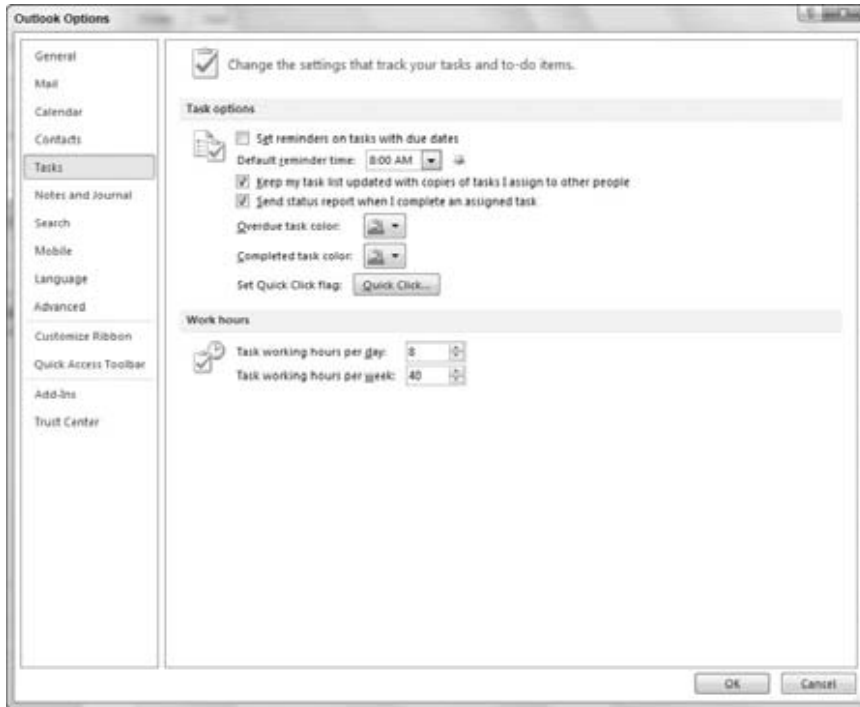 Outlook Options
General
Mail
Calendar
Contacts
Tasks
Notes and Journal
Search
Mobile
Language
Advanced
Customize Ribbon
Quick Access Toolbar
Add-Ins
Trust Center
Change the settings that track your tasks and to-do items.
Task options
Set reminders on tasks with due dates
Default reminder time: 8:00 AM
Keep my task list updated with copies of tasks I assign to other people
Send status report when I complete an assigned task
Overdue task color:
Completed task color:
Set Quick Click flag: Quick Click...
Work hours
Task working hours per day: 8
Task working hours per week: 40
OK Cancel